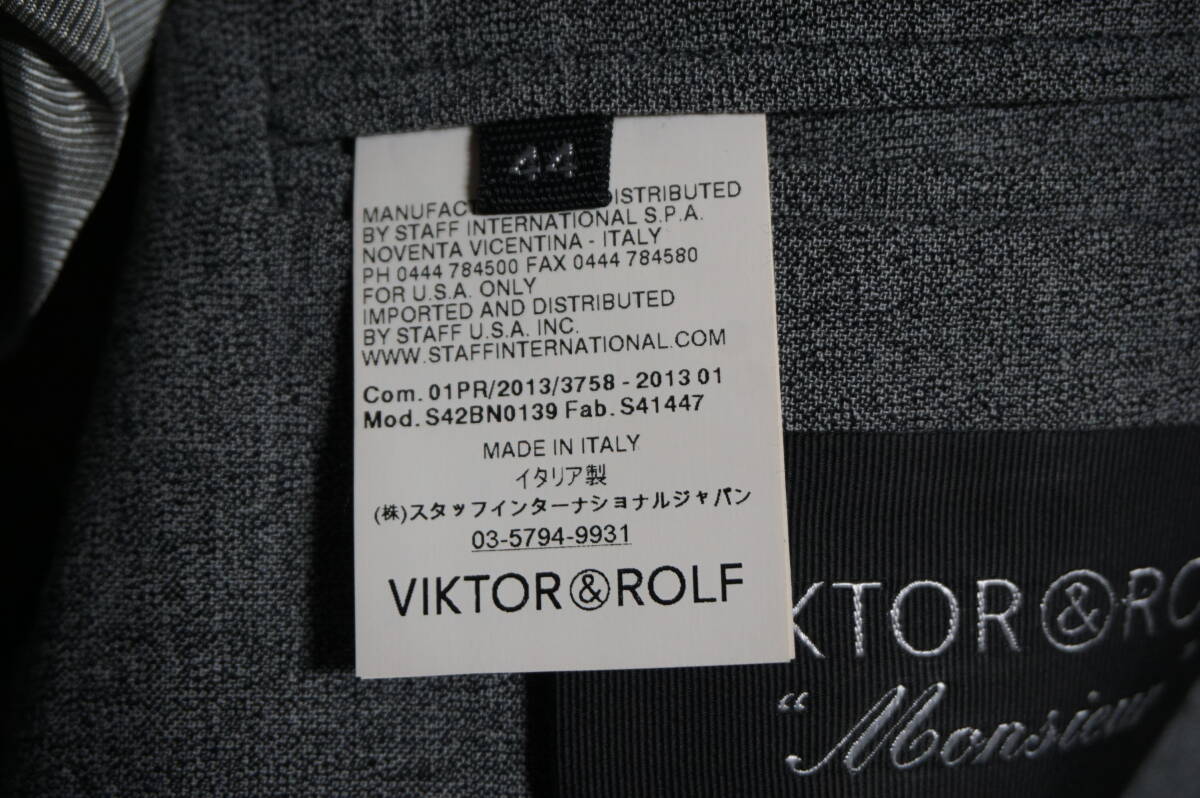 44
MANUFAC DISTRIBUTED
BY STAFF INTERNATIONAL S.P.A.
NOVENTA VICENTINA - ITALY
PH 0444 784500 FAX 0444 784580
FOR U.S.A. ONLY
IMPORTED AND DISTRIBUTED
BY STAFF U.S.A. INC.
WWW.STAFFINTERNATIONAL.COM
Com. 01PR/2013/3758 - 2013 01
Mod. S42BN0139 Fab. S41447
MADE IN ITALY
イタリア製
(株)スタッフインターナショナルジャパン
03-5794-9931
VIKTOR&ROLF
KTOR&RO
“Monsieur